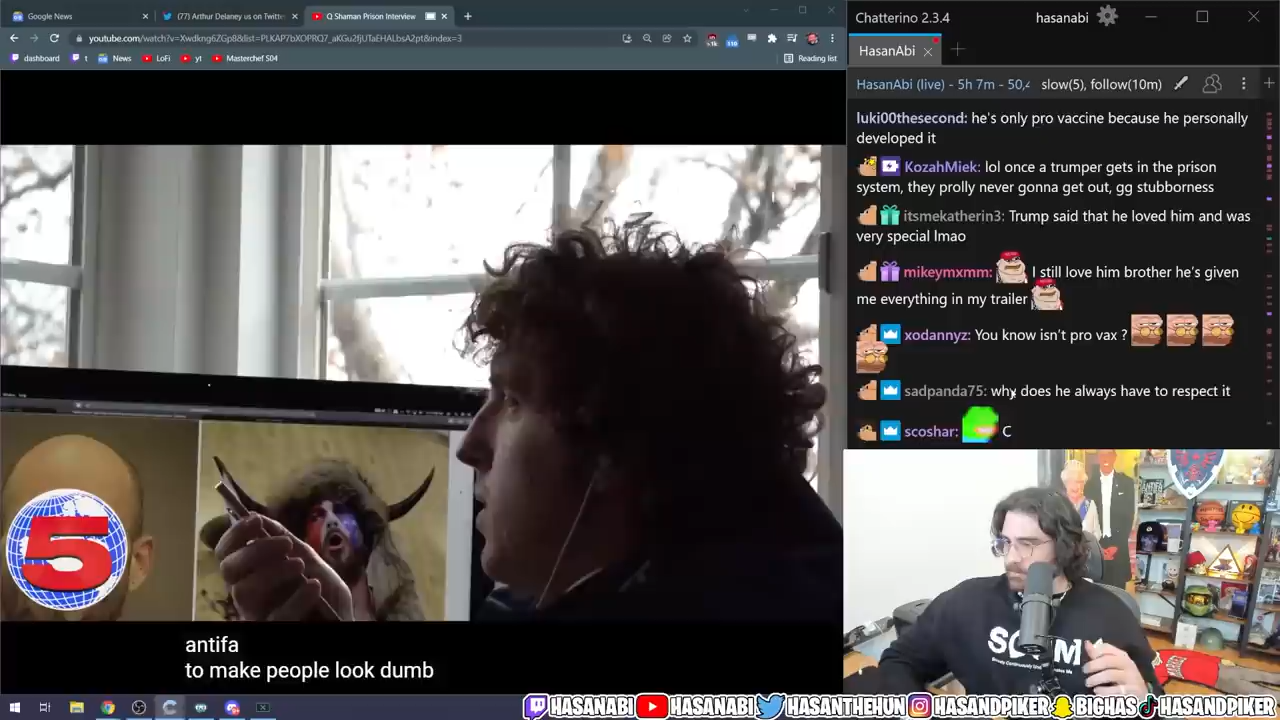 Google News
(77) Arthur Delaney us on Twitte
Q Shaman Prison Interview
youtube.com/watch?v=Xwdkng6ZGp8&list=PLKAP7bXOPRQ7_aKGu2fjUTaEHALbsA2pt&index=3
dashboard
t
News
LoFi
yt
Masterchef S04
Reading list
5
antifa
to make people look dumb
Chatterino 2.3.4
hasanabi
HasanAbi
HasanAbi (live) - 5h 7m - 50,4
slow(5), follow(10m)
luki00thesecond: he's only pro vaccine because he personally
developed it
KozahMiek: lol once a trumper gets in the prison
system, they prolly never gonna get out, gg stubborness
itsmekatherin3: Trump said that he loved him and was
very special lmao
mikeymxmm: I still love him brother he's given
me everything in my trailer
xodannyz: You know isn't pro vax ?
sadpanda75: why does he always have to respect it
scoshar: C
HASANABI
HASANABI
HASANTHEHUN
HASANDPIKER
BIGHAS
HASANDPIKER